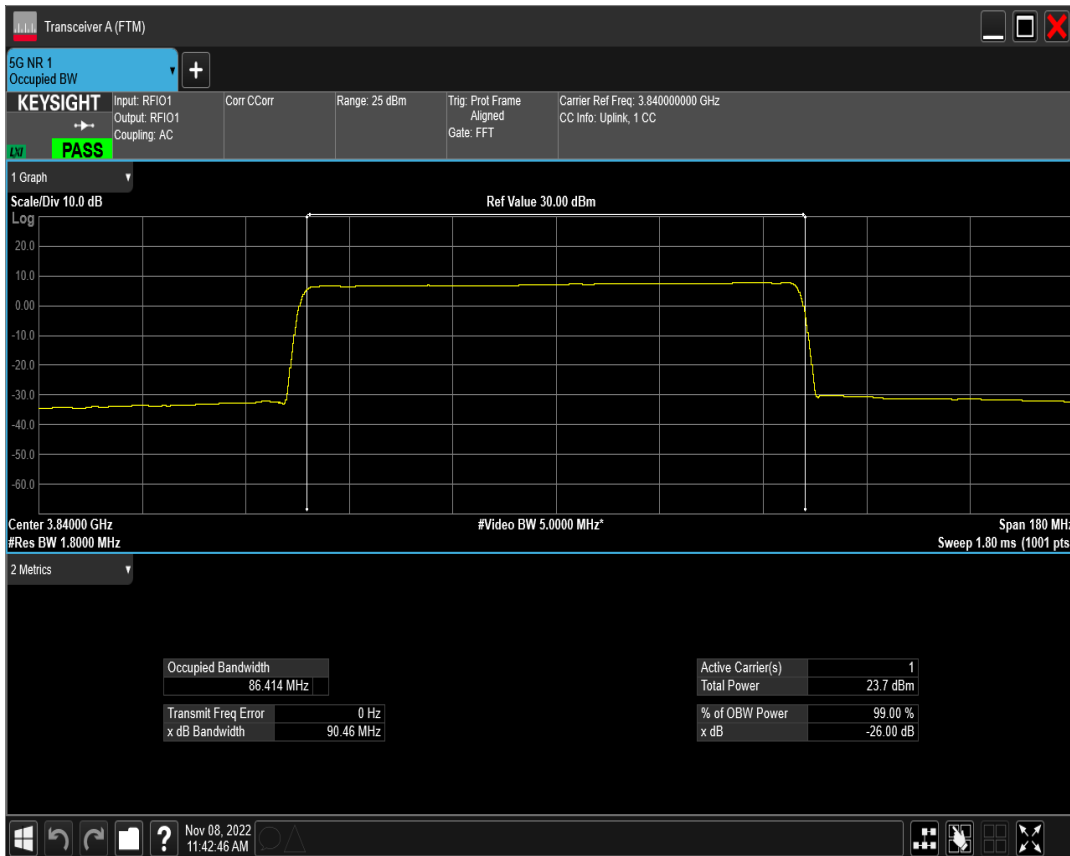 Transceiver A (FTM)
5G NR 1
Occupied BW
+
KEYSIGHT
LXI
PASS
Input: RFIO1
Output: RFIO1
Coupling: AC
Corr CCorr
Range: 25 dBm
Trig: Prot Frame
Aligned
Gate: FFT
Carrier Ref Freq: 3.840000000 GHz
CC Info: Uplink, 1 CC
1 Graph
Scale/Div 10.0 dB
Ref Value 30.00 dBm
Log
20.0
10.0
0.00
-10.0
-20.0
-30.0
-40.0
-50.0
-60.0
Center 3.84000 GHz
#Video BW 5.0000 MHz*
Span 180 MHz
#Res BW 1.8000 MHz
Sweep 1.80 ms (1001 pts
2 Metrics
Occupied Bandwidth
86.414 MHz
Transmit Freq Error 0 Hz
x dB Bandwidth 90.46 MHz
Active Carrier(s) 1
Total Power 23.7 dBm
% of OBW Power 99.00 %
x dB -26.00 dB
?
Nov 08, 2022
11:42:46 AM